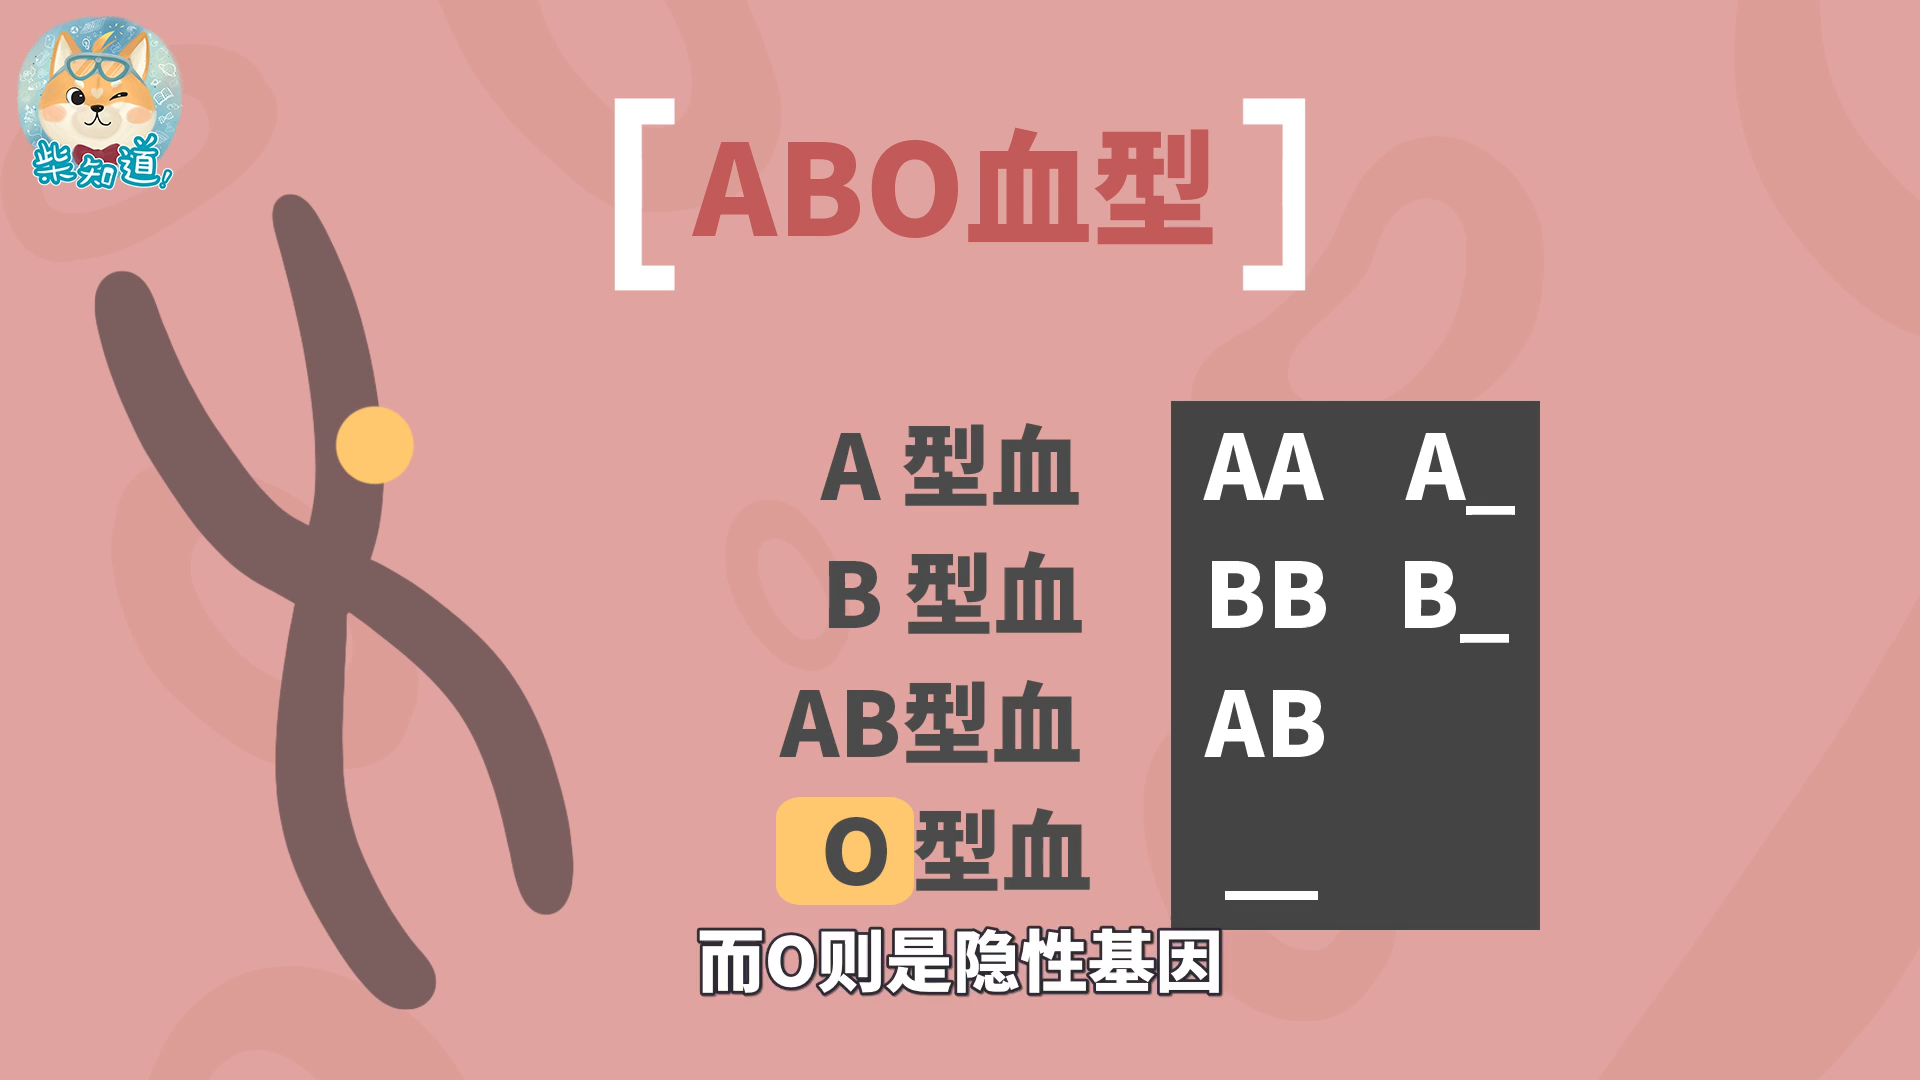 柴知道!
[ABO血型]
A 型血 AA A_
B 型血 BB B_
AB型血 AB
O 型血 __
而O则是隐性基因